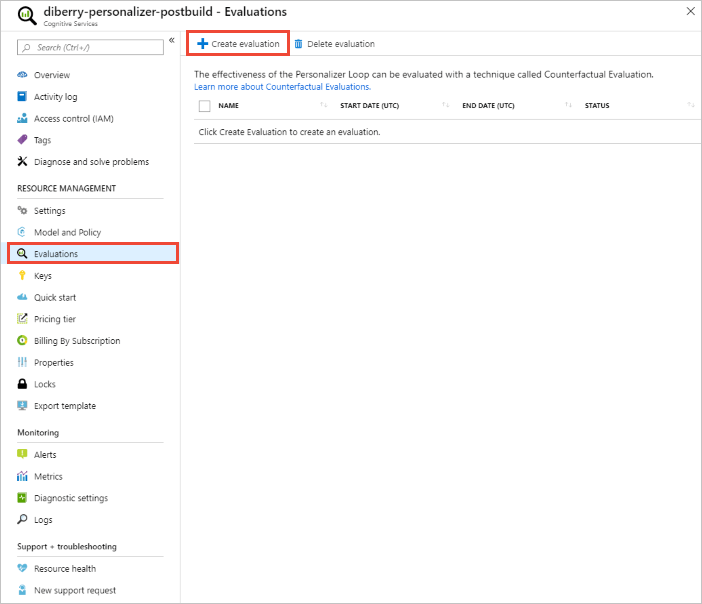 diberry-personalizer-postbuild - Evaluations
Cognitive Services
Search (Ctrl+/)
Overview
Activity log
Access control (IAM)
Tags
Diagnose and solve problems
RESOURCE MANAGEMENT
Settings
Model and Policy
Evaluations
Keys
Quick start
Pricing tier
Billing By Subscription
Properties
Locks
Export template
Monitoring
Alerts
Metrics
Diagnostic settings
Logs
Support + troubleshooting
Resource health
New support request
Create evaluation Delete evaluation
The effectiveness of the Personalizer Loop can be evaluated with a technique called Counterfactual Evaluation.
Learn more about Counterfactual Evaluations.
NAME START DATE (UTC) END DATE (UTC) STATUS
Click Create Evaluation to create an evaluation.